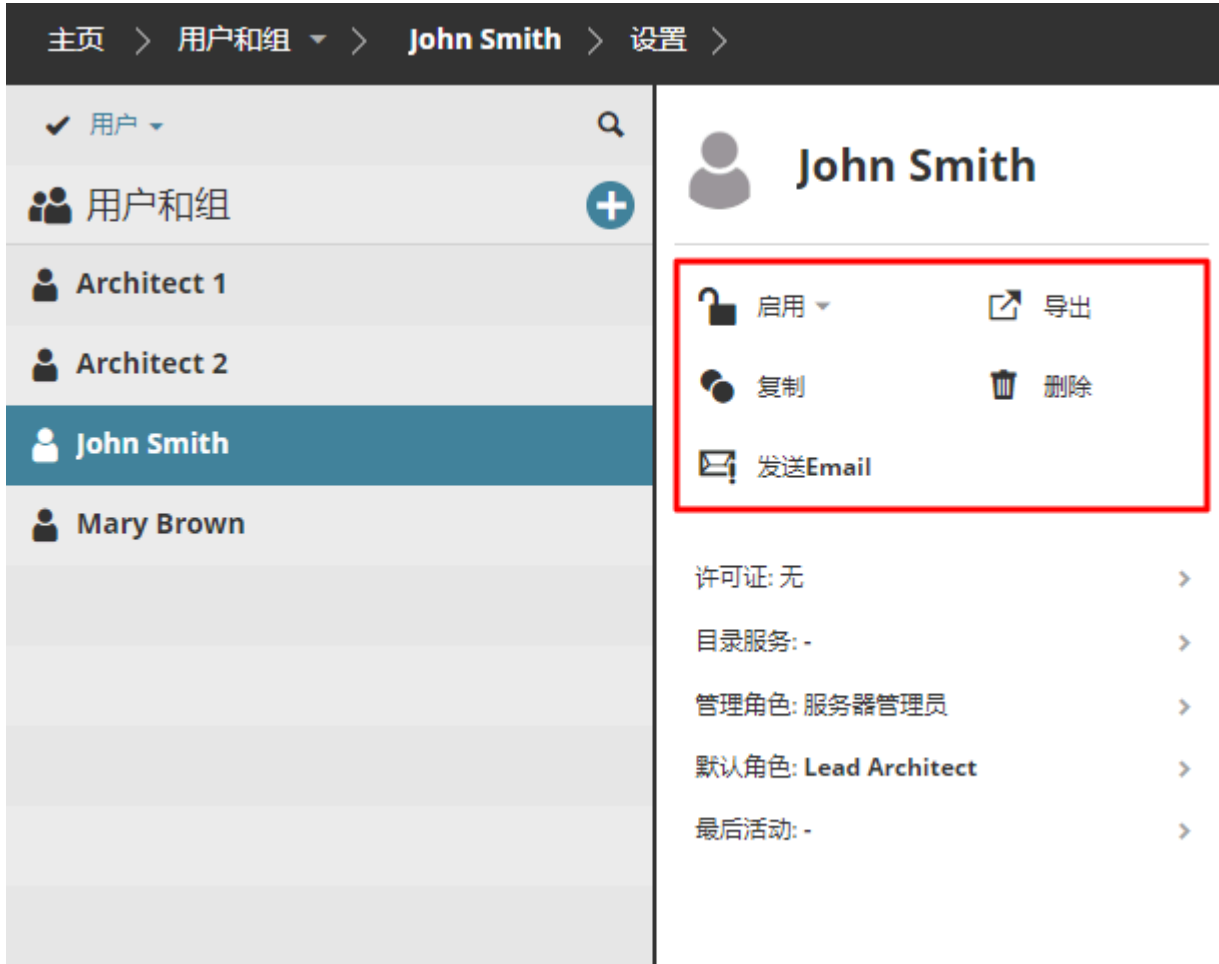 主页 > 用户和组 > John Smith > 设置 >
用户
用户和组
Architect 1
Architect 2
John Smith
Mary Brown
John Smith
启用 导出
复制 删除
发送Email
许可证: 无
目录服务: -
管理角色: 服务器管理员
默认角色: Lead Architect
最后活动: -